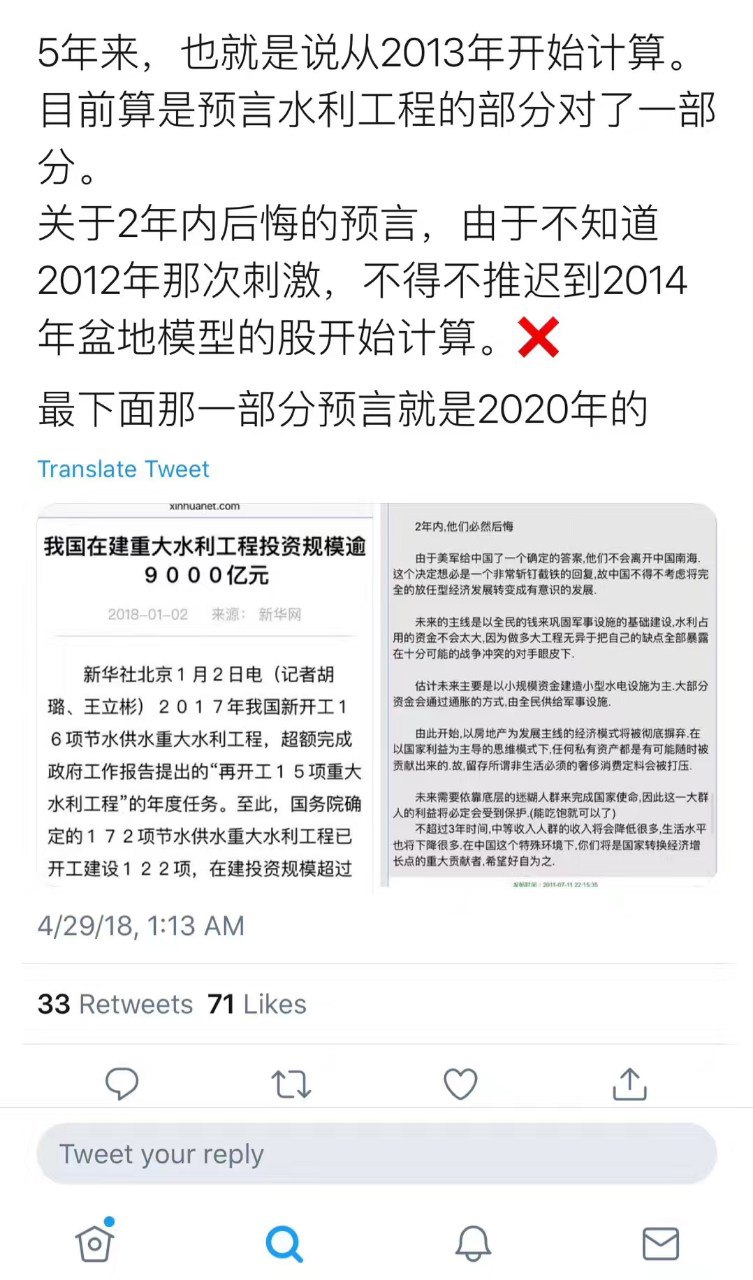 5年来，也就是说从2013年开始计算。
目前算是预言水利工程的部分对了一部
分。
关于2年内后悔的预言，由于不知道
2012年那次刺激，不得不推迟到2014
年盆地模型的股开始计算。❌
最下面那一部分预言就是2020年的
Translate Tweet
xinhuanet.com
我国在建重大水利工程投资规模逾
９０００亿元
2018-01-02 来源： 新华网
新华社北京１月２日电（记者胡
璐、王立彬）２０１７年我国新开工１
６项节水供水重大水利工程，超额完成
政府工作报告提出的“再开工１５项重大
水利工程”的年度任务。至此，国务院确
定的１７２项节水供水重大水利工程已
开工建设１２２项，在建投资规模超过
2年内,他们必然后悔
由于美军给中国了一个确定的答案,他们不会离开中国南海.
这个决定想必是一个非常斩钉截铁的回复,故中国不得不考虑将完
全的放任型经济发展转变成有意识的发展.
未来的主线是以全民的钱来巩固军事设施的基础建设,水利占
用的资金不会太大,因为做多大工程无异于把自己的缺点全部暴露
在十分可能的战争冲突的对手眼皮下.
估计未来主要是以小规模资金建造小型水电设施为主.大部分
资金会通过通胀的方式,由全民供给军事设施.
由此开始,以房地产为发展主线的经济模式将被彻底摒弃.在
以国家利益为主导的思维模式下,任何私有资产都是有可能随时被
贡献出来的.故,留存所谓非生活必须的奢侈消费定料会被打压.
未来需要依靠底层的迷糊人群来完成国家使命,因此这一大群
人的利益将必定会受到保护.(能吃饱就可以了)
不超过3年时间,中等收入人群的收入将会降低很多,生活水平
也将下降很多.在中国这个特殊环境下.你们将是国家转换经济增
长点的重大贡献者,希望好自为之.
发帖时间：2011-07-11 22:15:35
4/29/18, 1:13 AM
33 Retweets 71 Likes
Tweet your reply